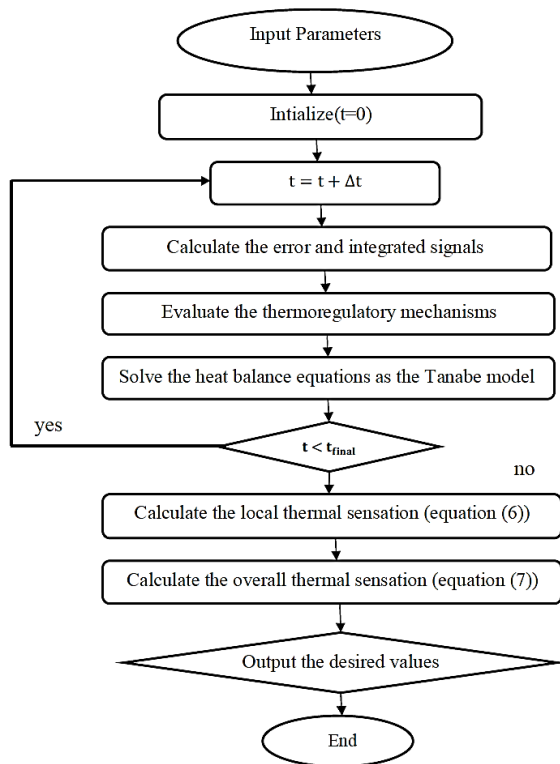 Input Parameters
Intialize(t=0)
t = t + Δt
Calculate the error and integrated signals
Evaluate the thermoregulatory mechanisms
Solve the heat balance equations as the Tanabe model
yes
t < t_final
no
Calculate the local thermal sensation (equation (6))
Calculate the overall thermal sensation (equation (7))
Output the desired values
End